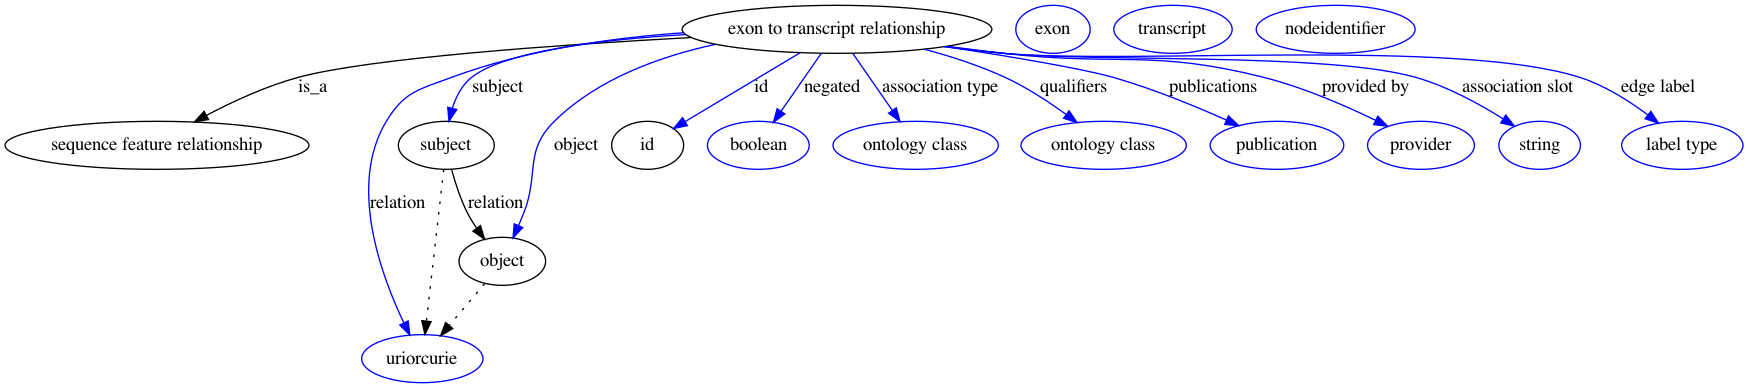 exon to transcript relationship
exon
transcript
nodeidentifier
is_a
subject
id
negated
association type
qualifiers
publications
provided by
association slot
edge label
sequence feature relationship
subject
object
id
boolean
ontology class
ontology class
publication
provider
string
label type
relation
relation
object
uriorcurie